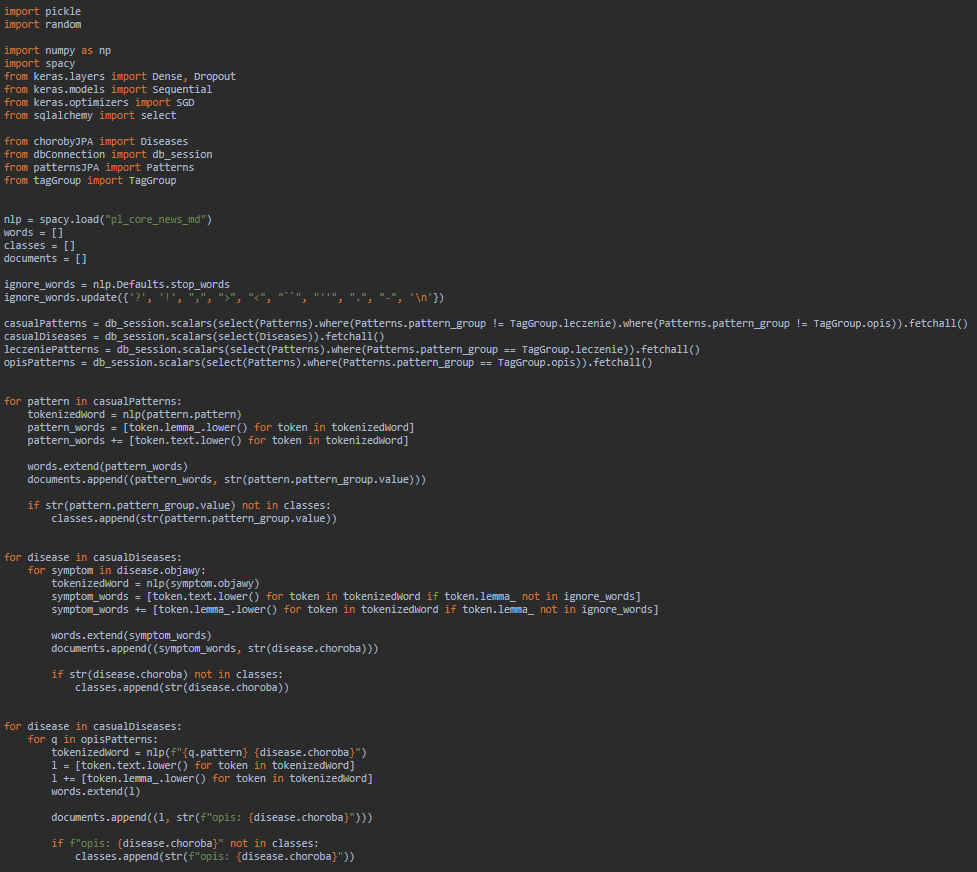 import pickle
import random
import numpy as np
import spacy
from keras.layers import Dense, Dropout
from keras.models import Sequential
from keras.optimizers import SGD
from sqlalchemy import select
from chorobyJPA import Diseases
from dbConnection import db_session
from patternsJPA import Patterns
from tagGroup import TagGroup
nlp = spacy.load("pl_core_news_md")
words = []
classes = []
documents = []
ignore_words = nlp.Defaults.stop_words
ignore_words.update({'?', '!', ",", ">", "<", "``", "''", ".", "-", '\n'})
casualPatterns = db_session.scalars(select(Patterns).where(Patterns.pattern_group != TagGroup.leczenie).where(Patterns.pattern_group != TagGroup.opis)).fetchall()
casualDiseases = db_session.scalars(select(Diseases)).fetchall()
leczeniePatterns = db_session.scalars(select(Patterns).where(Patterns.pattern_group == TagGroup.leczenie)).fetchall()
opisPatterns = db_session.scalars(select(Patterns).where(Patterns.pattern_group == TagGroup.opis)).fetchall()
for pattern in casualPatterns:
    tokenizedWord = nlp(pattern.pattern)
    pattern_words = [token.lemma_.lower() for token in tokenizedWord]
    pattern_words += [token.text.lower() for token in tokenizedWord]
    words.extend(pattern_words)
    documents.append((pattern_words, str(pattern.pattern_group.value)))
    if str(pattern.pattern_group.value) not in classes:
        classes.append(str(pattern.pattern_group.value))
for disease in casualDiseases:
    for symptom in disease.objawy:
        tokenizedWord = nlp(symptom.objawy)
        symptom_words = [token.text.lower() for token in tokenizedWord if token.lemma_ not in ignore_words]
        symptom_words += [token.lemma_.lower() for token in tokenizedWord if token.lemma_ not in ignore_words]
        words.extend(symptom_words)
        documents.append((symptom_words, str(disease.choroba)))
        if str(disease.choroba) not in classes:
            classes.append(str(disease.choroba))
for disease in casualDiseases:
    for q in opisPatterns:
        tokenizedWord = nlp(f"{q.pattern} {disease.choroba}")
        l = [token.text.lower() for token in tokenizedWord]
        l += [token.lemma_.lower() for token in tokenizedWord]
        words.extend(l)
        documents.append((l, str(f"opis: {disease.choroba}")))
        if f"opis: {disease.choroba}" not in classes:
            classes.append(str(f"opis: {disease.choroba}"))